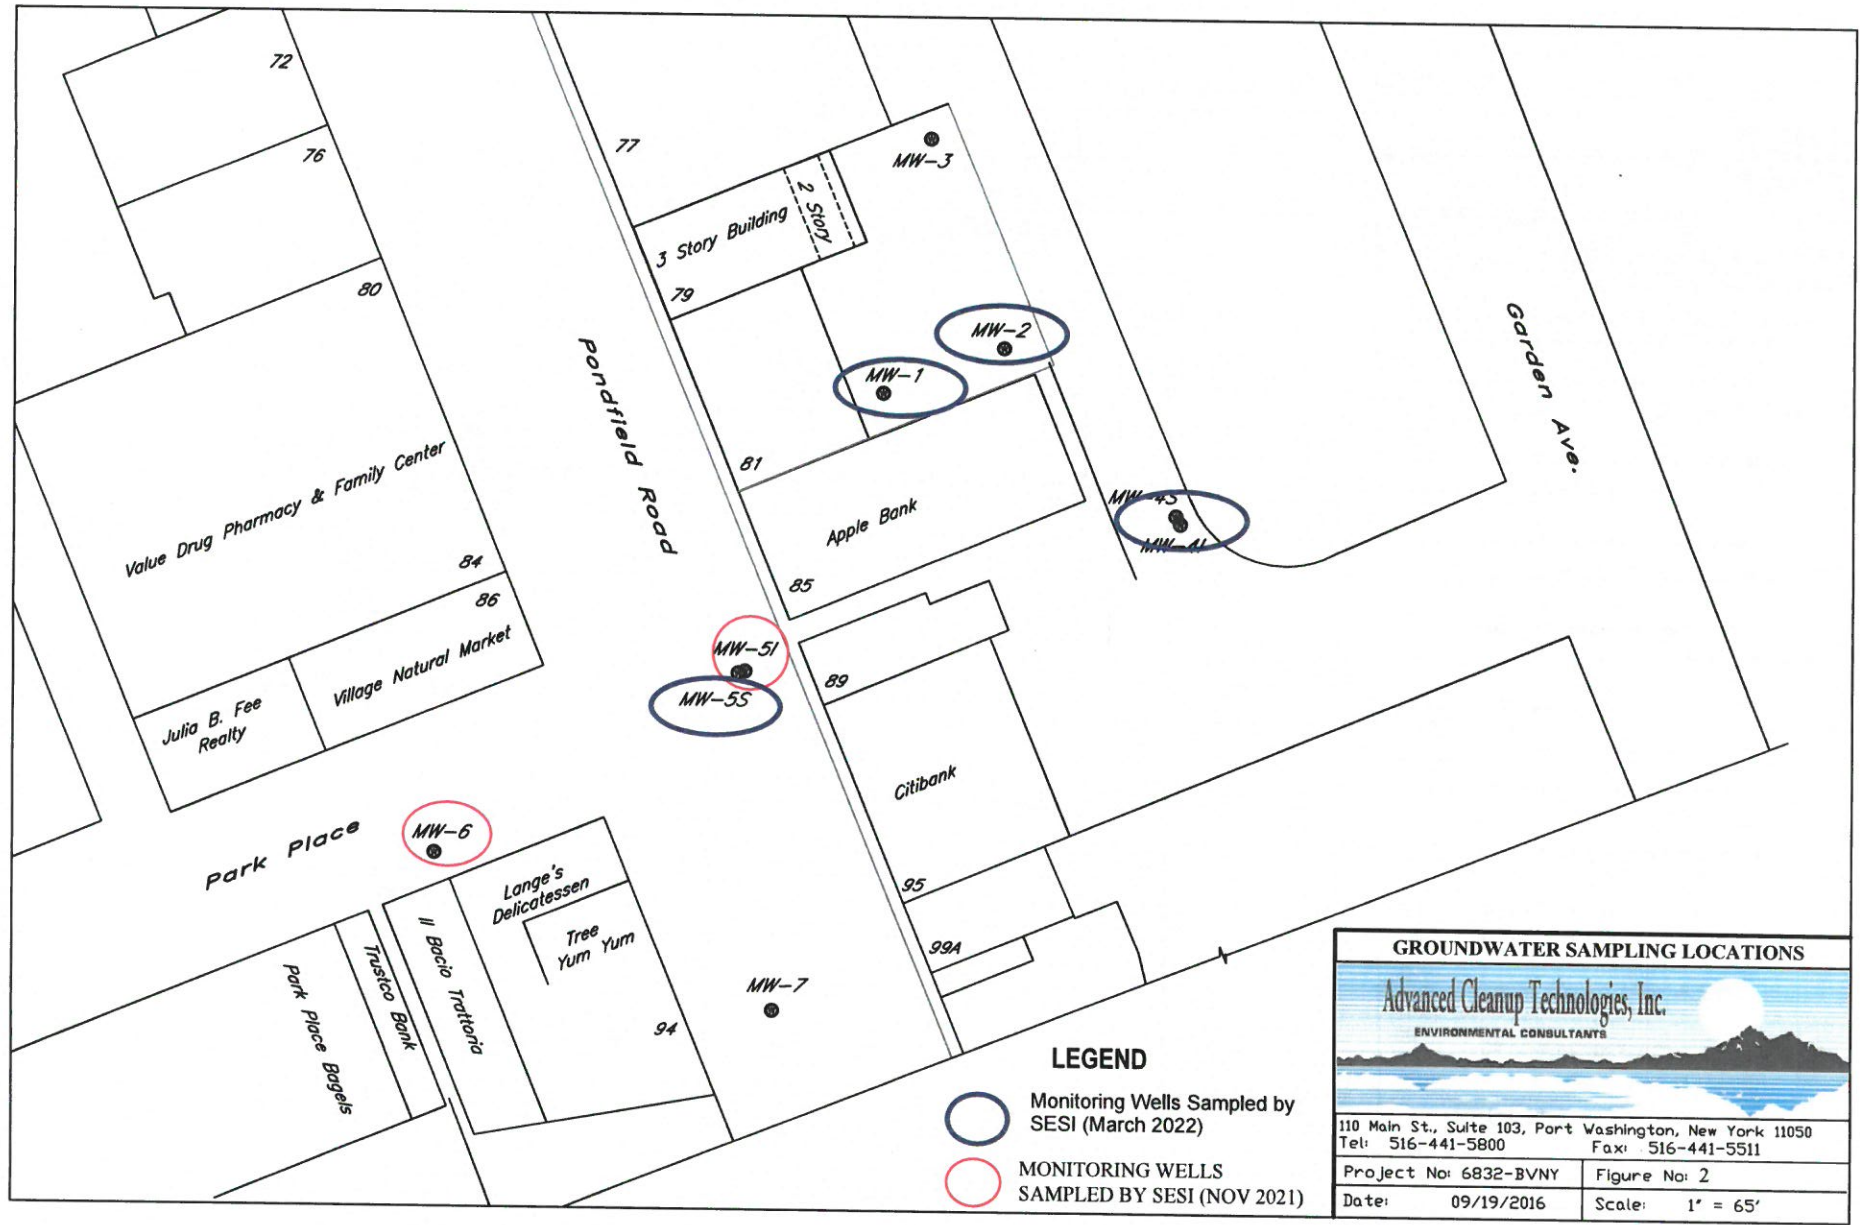 72
76
77
MW-3
2 Story
3 Story Building
79
80
MW-2
MW-1
Pondfield Road
Garden Ave.
81
Value Drug Pharmacy & Family Center
Apple Bank
MW-4S
MW-4I
84
85
86
Village Natural Market
MW-5I
MW-5S
89
Julia B. Fee
Realty
Citibank
Park Place
MW-6
Lange's
Delicatessen
95
Tree
Yum Yum
99A
Il Bacio Trattoria
Trustco Bank
Park Place Bagels
MW-7
94
LEGEND
Monitoring Wells Sampled by
SESI (March 2022)
MONITORING WELLS
SAMPLED BY SESI (NOV 2021)
GROUNDWATER SAMPLING LOCATIONS
Advanced Cleanup Technologies, Inc.
ENVIRONMENTAL CONSULTANTS
110 Main St., Suite 103, Port Washington, New York 11050
Tel: 516-441-5800 Fax: 516-441-5511
Project No: 6832-BVNY Figure No: 2
Date: 09/19/2016 Scale: 1" = 65'